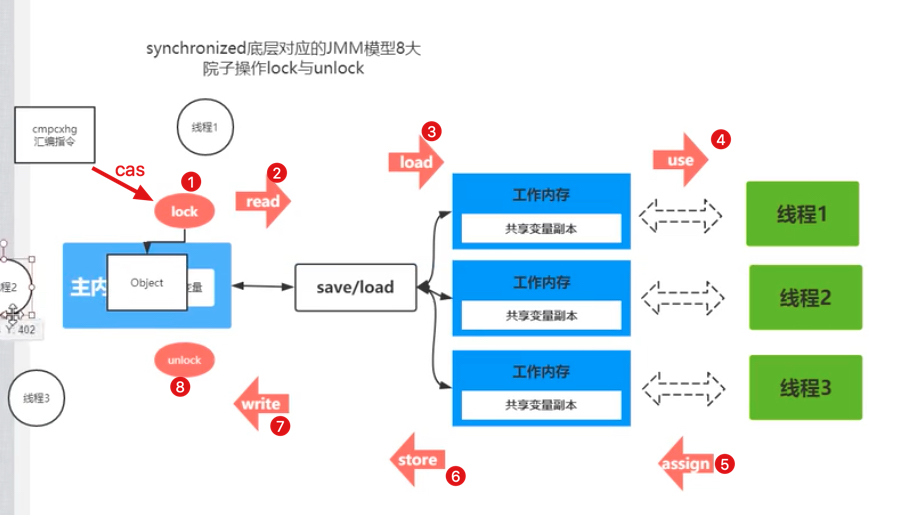 synchronized底层对应的JMM模型8大
院子操作lock与unlock
cmpcxhg
汇编指令
线程1
cas
1
lock
2
read
3
load
4
use
工作内存
共享变量副本
线程1
主内
Object
变量
程2
Y: 402
save/load
工作内存
共享变量副本
线程2
unlock
8
线程3
write
7
工作内存
共享变量副本
线程3
store
6
assign
5